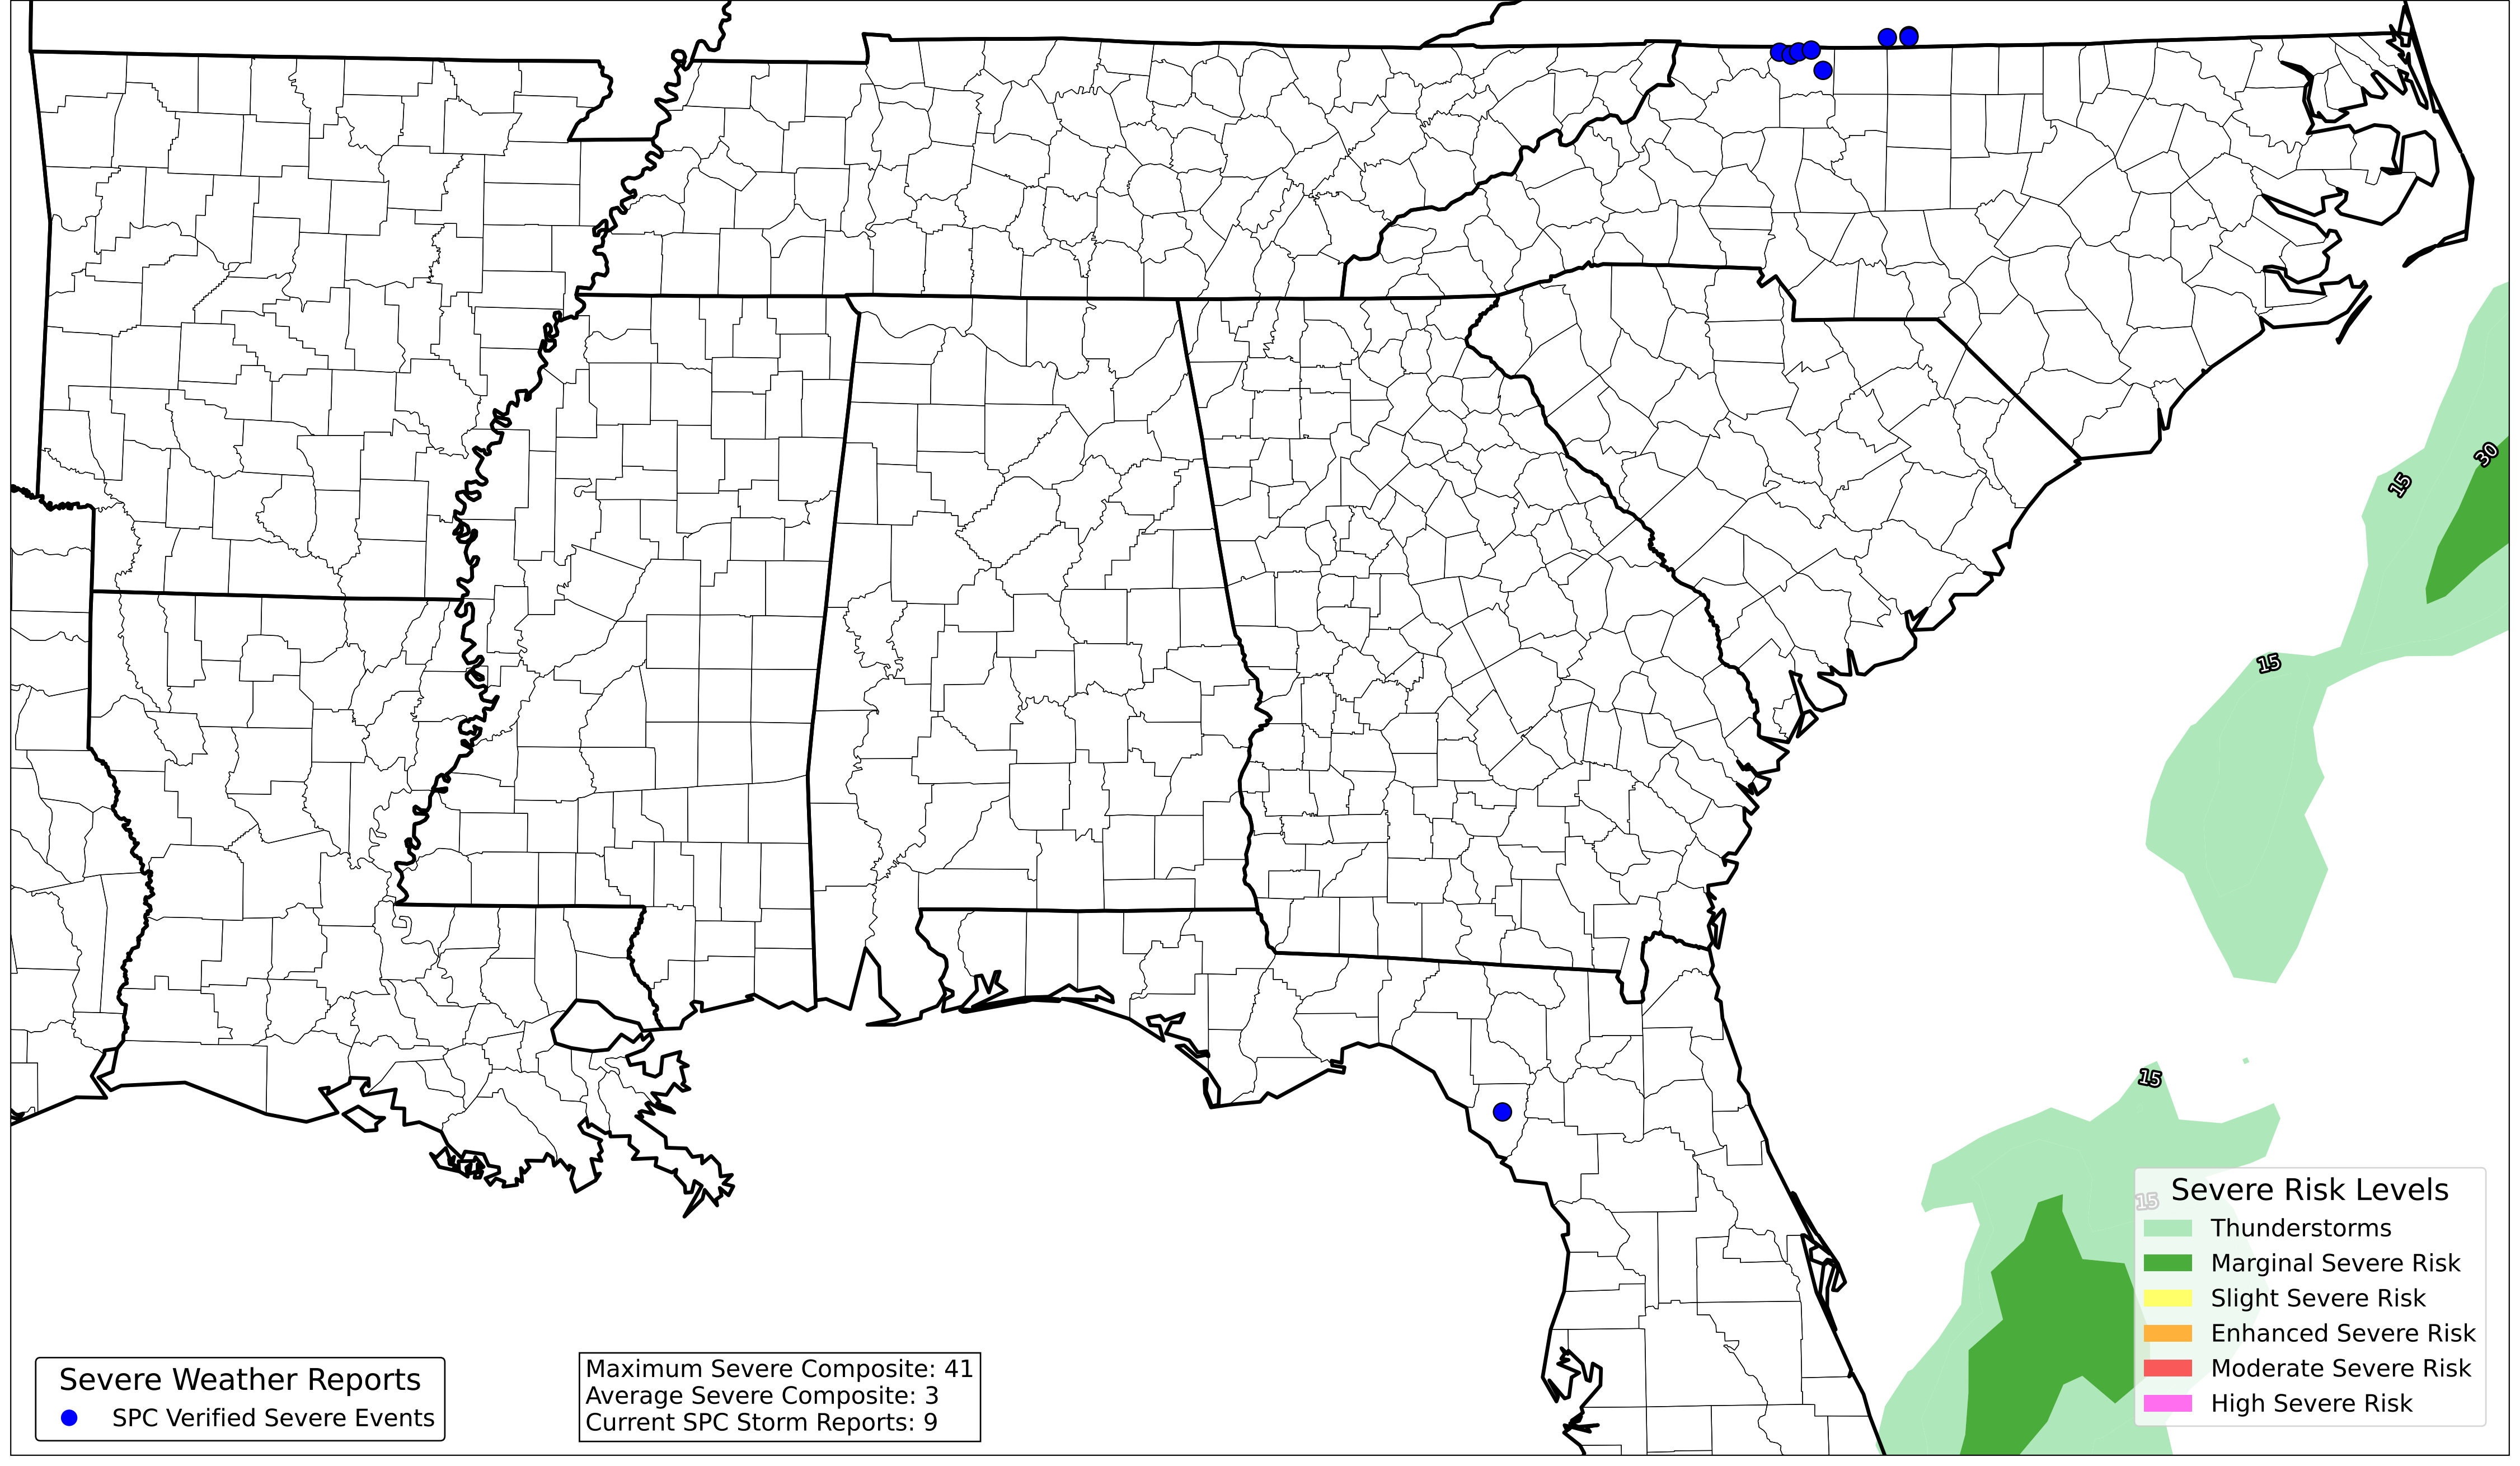 30
15
15
15
15
Severe Risk Levels
Thunderstorms
Marginal Severe Risk
Slight Severe Risk
Enhanced Severe Risk
Moderate Severe Risk
High Severe Risk
Severe Weather Reports
SPC Verified Severe Events
Maximum Severe Composite: 41
Average Severe Composite: 3
Current SPC Storm Reports: 9